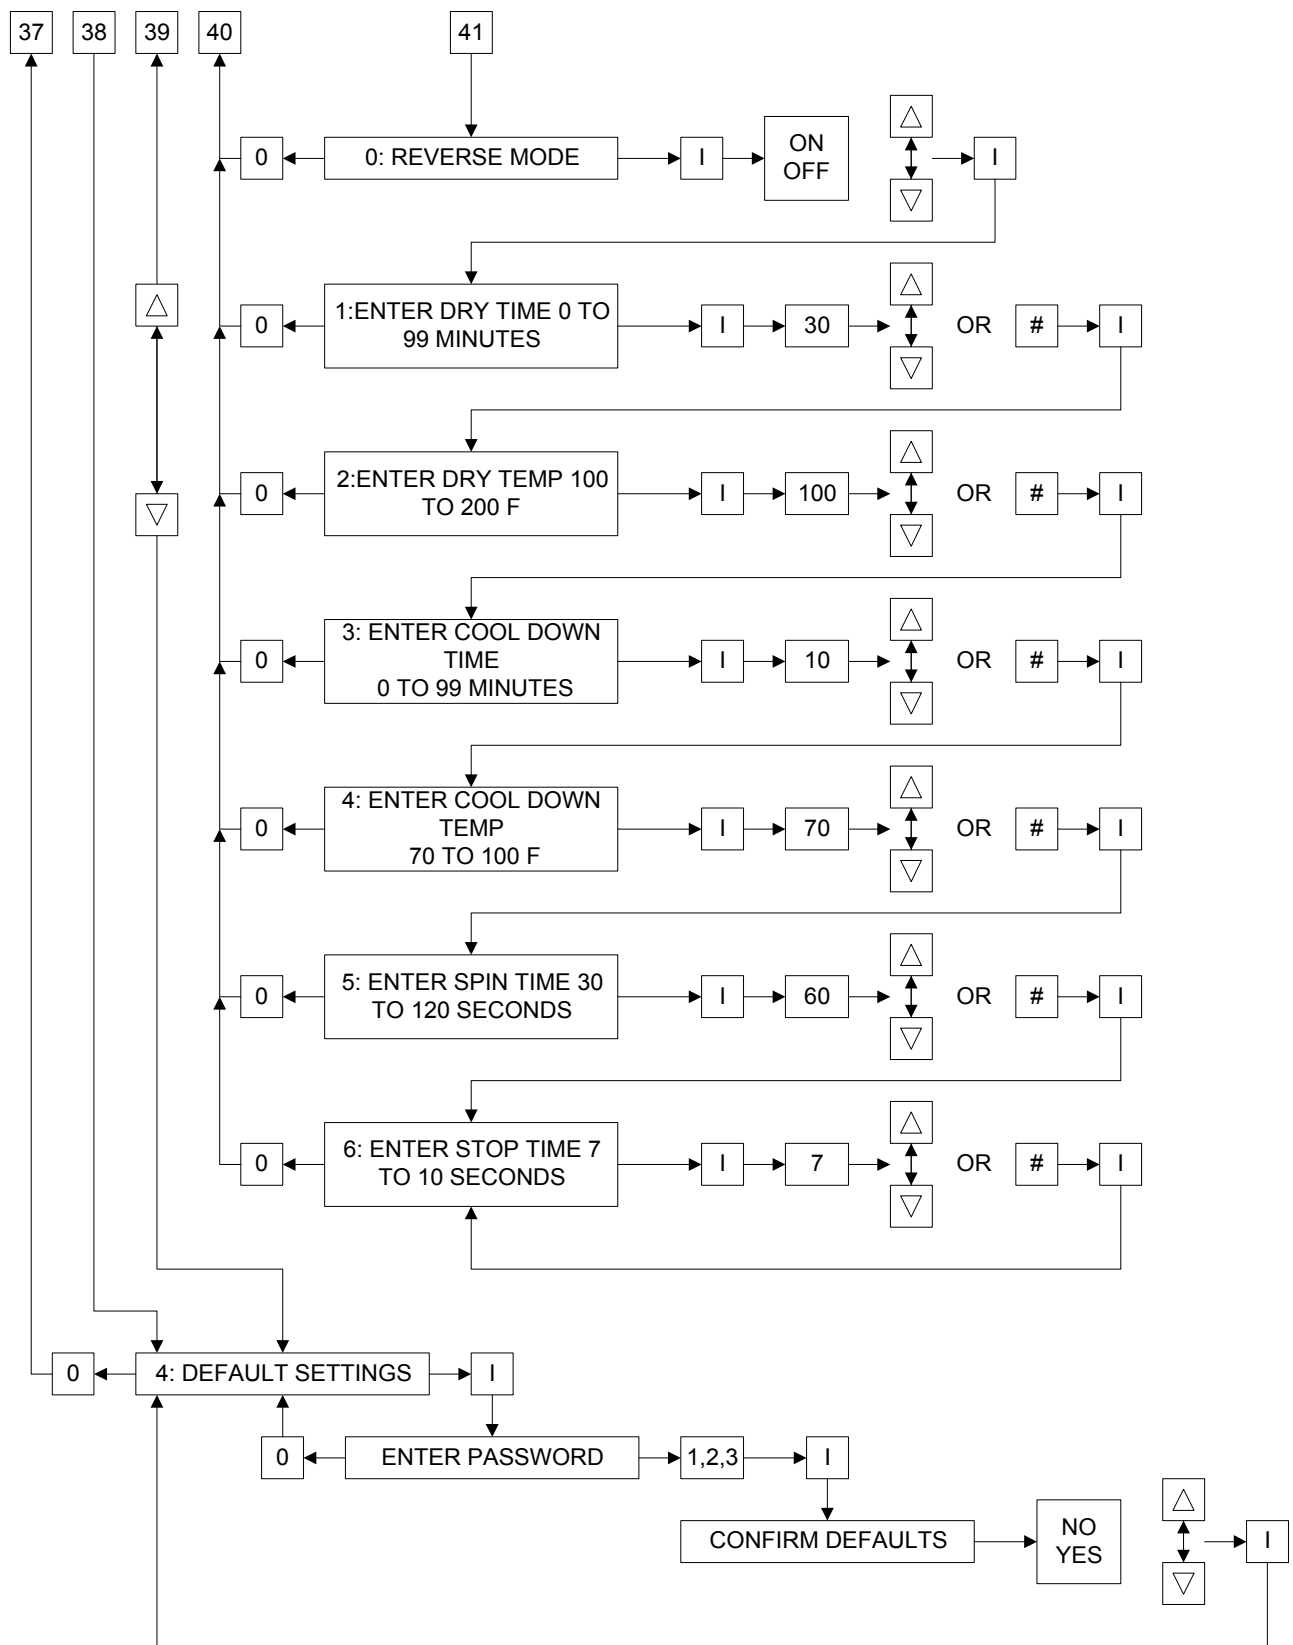 37
38
39
40
41
0
0: REVERSE MODE
I
ON
OFF
I
0
1:ENTER DRY TIME 0 TO
99 MINUTES
I
30
OR
#
I
0
2:ENTER DRY TEMP 100
TO 200 F
I
100
OR
#
I
0
3: ENTER COOL DOWN
TIME
0 TO 99 MINUTES
I
10
OR
#
I
0
4: ENTER COOL DOWN
TEMP
70 TO 100 F
I
70
OR
#
I
0
5: ENTER SPIN TIME 30
TO 120 SECONDS
I
60
OR
#
I
0
6: ENTER STOP TIME 7
TO 10 SECONDS
I
7
OR
#
I
0
4: DEFAULT SETTINGS
I
0
ENTER PASSWORD
1,2,3
I
CONFIRM DEFAULTS
NO
YES
I